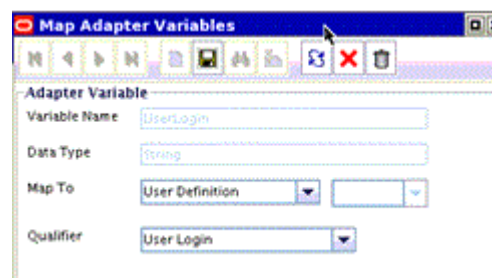 Map Adapter Variables
Adapter Variable
Variable Name UserLogin
Data Type String
Map To User Definition
Qualifier User Login